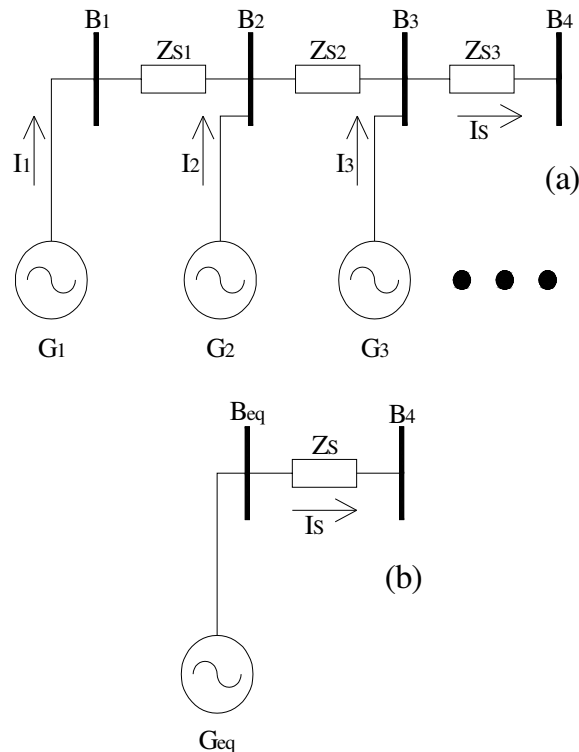 B1 B2 B3 B4
ZS1 ZS2 ZS3
I1 I2 I3 IS
(a)
G1 G2 G3
Beq B4
ZS
IS
(b)
Geq